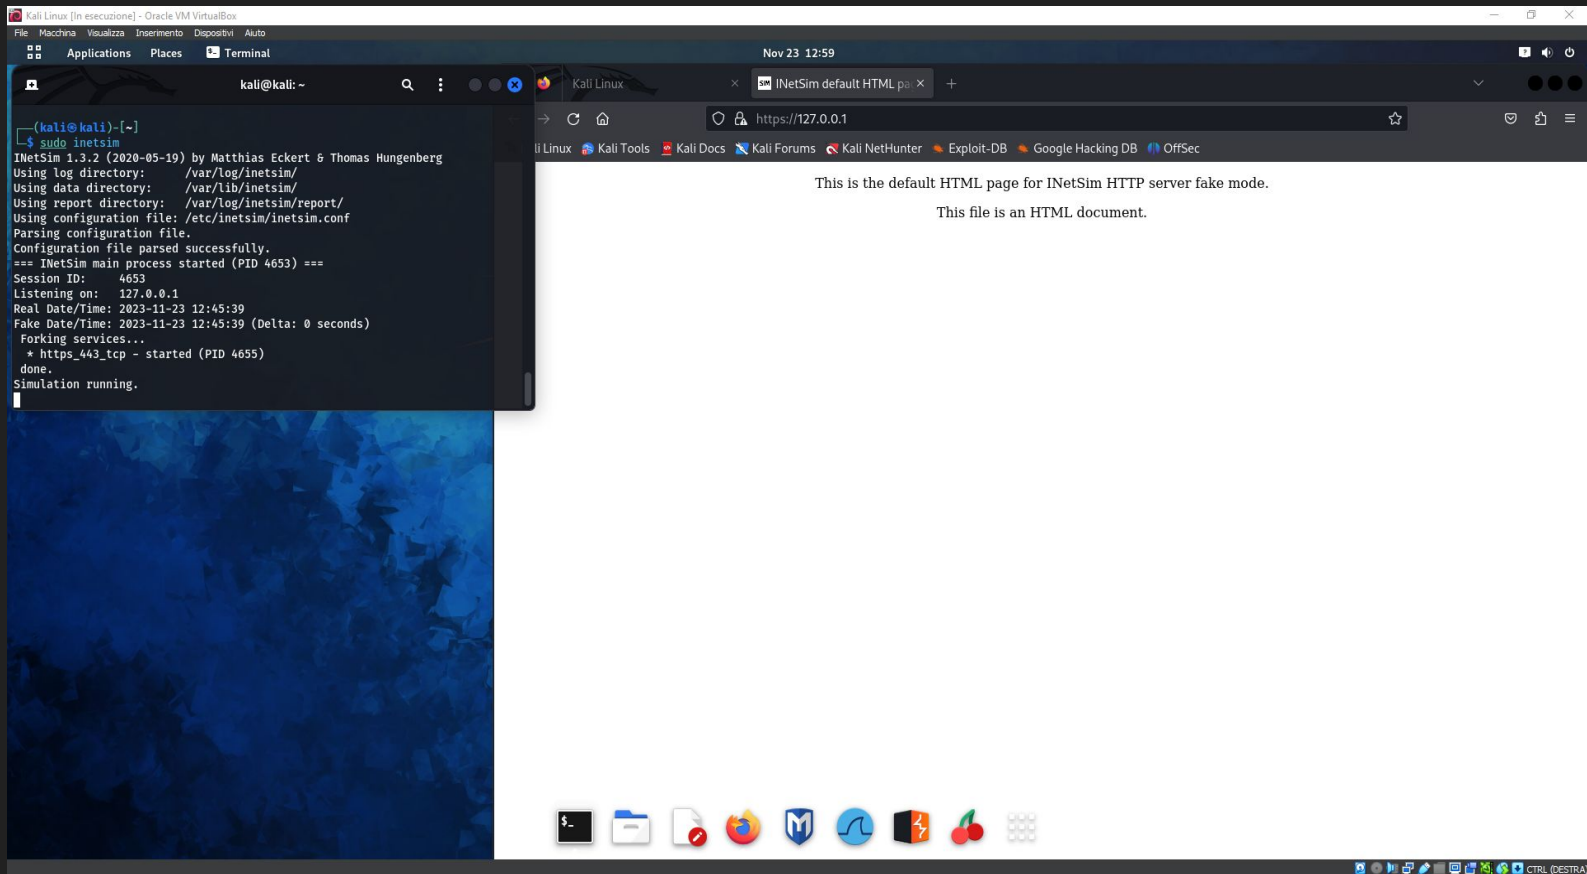 Kali Linux [In esecuzione] - Oracle VM VirtualBox
File Macchina Visualizza Inserimento Dispositivi Aiuto
Applications Places Terminal Nov 23 12:59
kali@kali: ~
(kali㉿kali)-[~]
$ sudo inetsim
INetSim 1.3.2 (2020-05-19) by Matthias Eckert & Thomas Hungenberg
Using log directory: /var/log/inetsim/
Using data directory: /var/lib/inetsim/
Using report directory: /var/log/inetsim/report/
Using configuration file: /etc/inetsim/inetsim.conf
Parsing configuration file.
Configuration file parsed successfully.
=== INetSim main process started (PID 4653) ===
Session ID: 4653
Listening on: 127.0.0.1
Real Date/Time: 2023-11-23 12:45:39
Fake Date/Time: 2023-11-23 12:45:39 (Delta: 0 seconds)
Forking services...
* https_443_tcp - started (PID 4655)
done.
Simulation running.
Kali Linux
SIM INetSim default HTML pa
https://127.0.0.1
li Linux Kali Tools Kali Docs Kali Forums Kali NetHunter Exploit-DB Google Hacking DB OffSec
This is the default HTML page for INetSim HTTP server fake mode.
This file is an HTML document.
$_
CTRL (DESTRA)